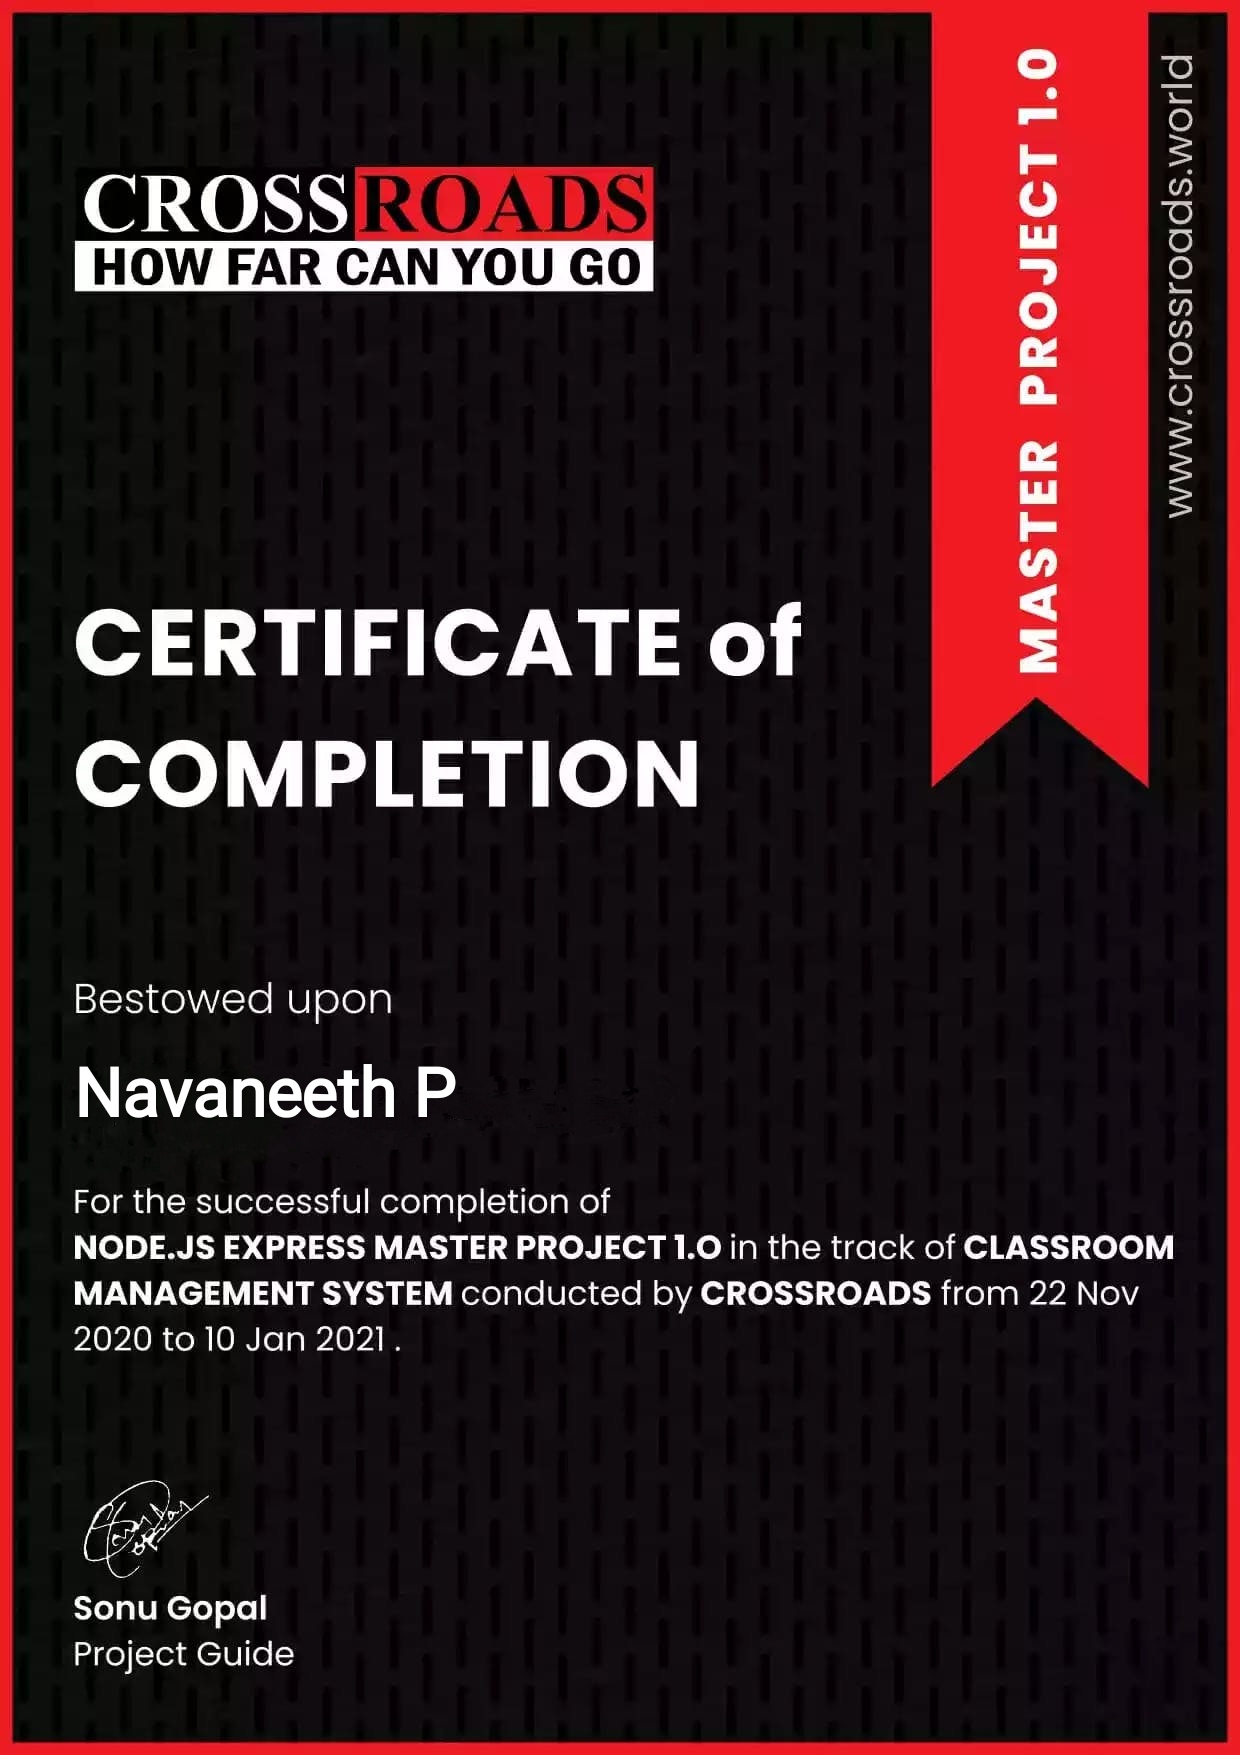 CROSSROADS
HOW FAR CAN YOU GO
MASTER PROJECT 1.0
www.crossroads.world
CERTIFICATE of
COMPLETION
Bestowed upon
Navaneeth P
For the successful completion of
NODE.JS EXPRESS MASTER PROJECT 1.O in the track of CLASSROOM
MANAGEMENT SYSTEM conducted by CROSSROADS from 22 Nov
2020 to 10 Jan 2021 .
Sonu Gopal
Project Guide